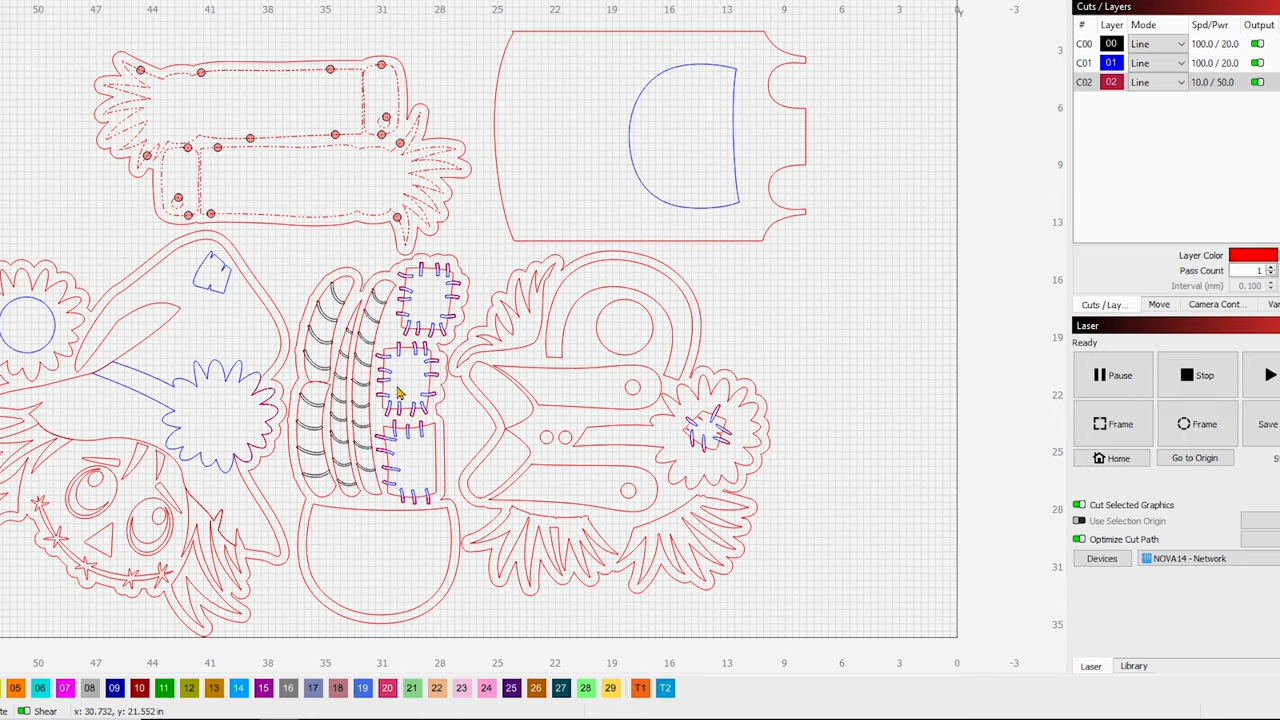 50 47 44 41 38 35 31 28 25 22 19 16 13 9 6 3 0 -3
Y
3
6
9
13
16
19
22
25
28
31
35
Cuts / Layers
# Layer Mode Spd/Pwr Output
C00 00 Line 100.0 / 20.0
C01 01 Line 100.0 / 20.0
C02 02 Line 10.0 / 50.0
Layer Color
Pass Count 1
Interval (mm) 0.100
Cuts / Lay... Move Camera Cont...
Laser
Ready
Pause Stop
Frame Frame Save
Home Go to Origin
Cut Selected Graphics
Use Selection Origin
Optimize Cut Path
Devices NOVA14 - Network
50 47 44 41 38 35 31 28 25 22 19 16 13 9 6 3 0 -3
Laser Library
05 06 07 08 09 10 11 12 13 14 15 16 17 18 19 20 21 22 23 24 25 26 27 28 29 T1 T2
Shear x: 30.732, y: 21.552 in